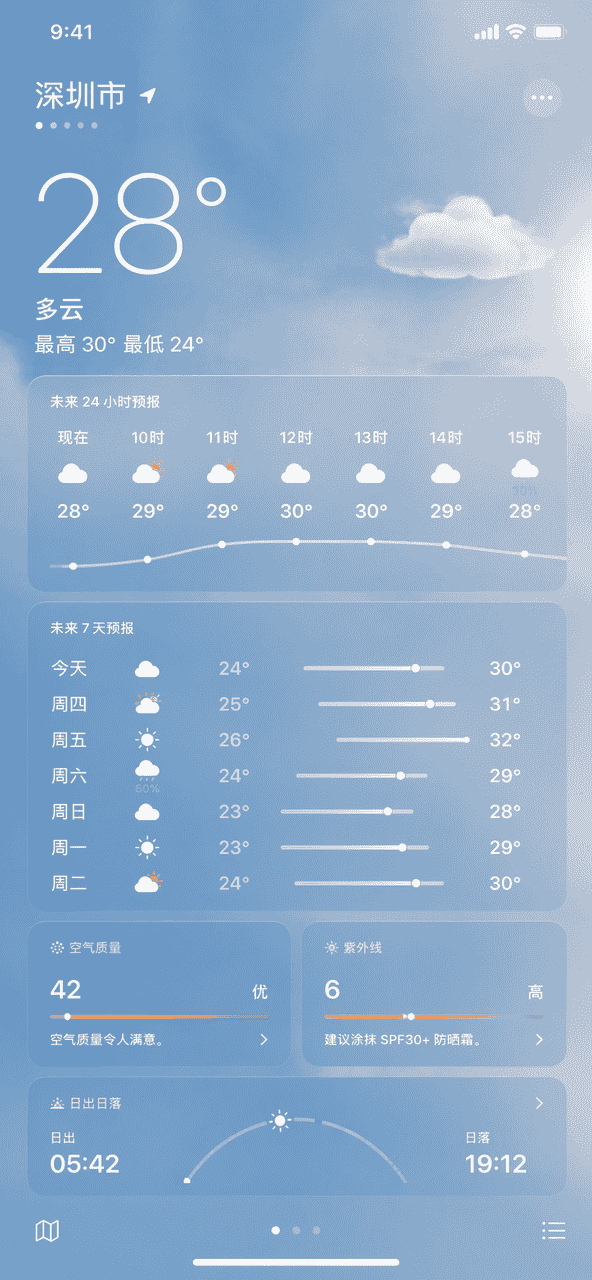 9:41
深圳市
28°
多云
最高 30° 最低 24°
未来 24 小时预报
现在 10时 11时 12时 13时 14时 15时
30%
28° 29° 29° 30° 30° 29° 28°
未来 7 天预报
今天 24° 30°
周四 25° 31°
周五 26° 32°
周六 24° 29°
60%
周日 23° 28°
周一 23° 29°
周二 24° 30°
空气质量
42 优
空气质量令人满意。
紫外线
6 高
建议涂抹 SPF30+ 防晒霜。
日出日落
日出 日落
05:42 19:12